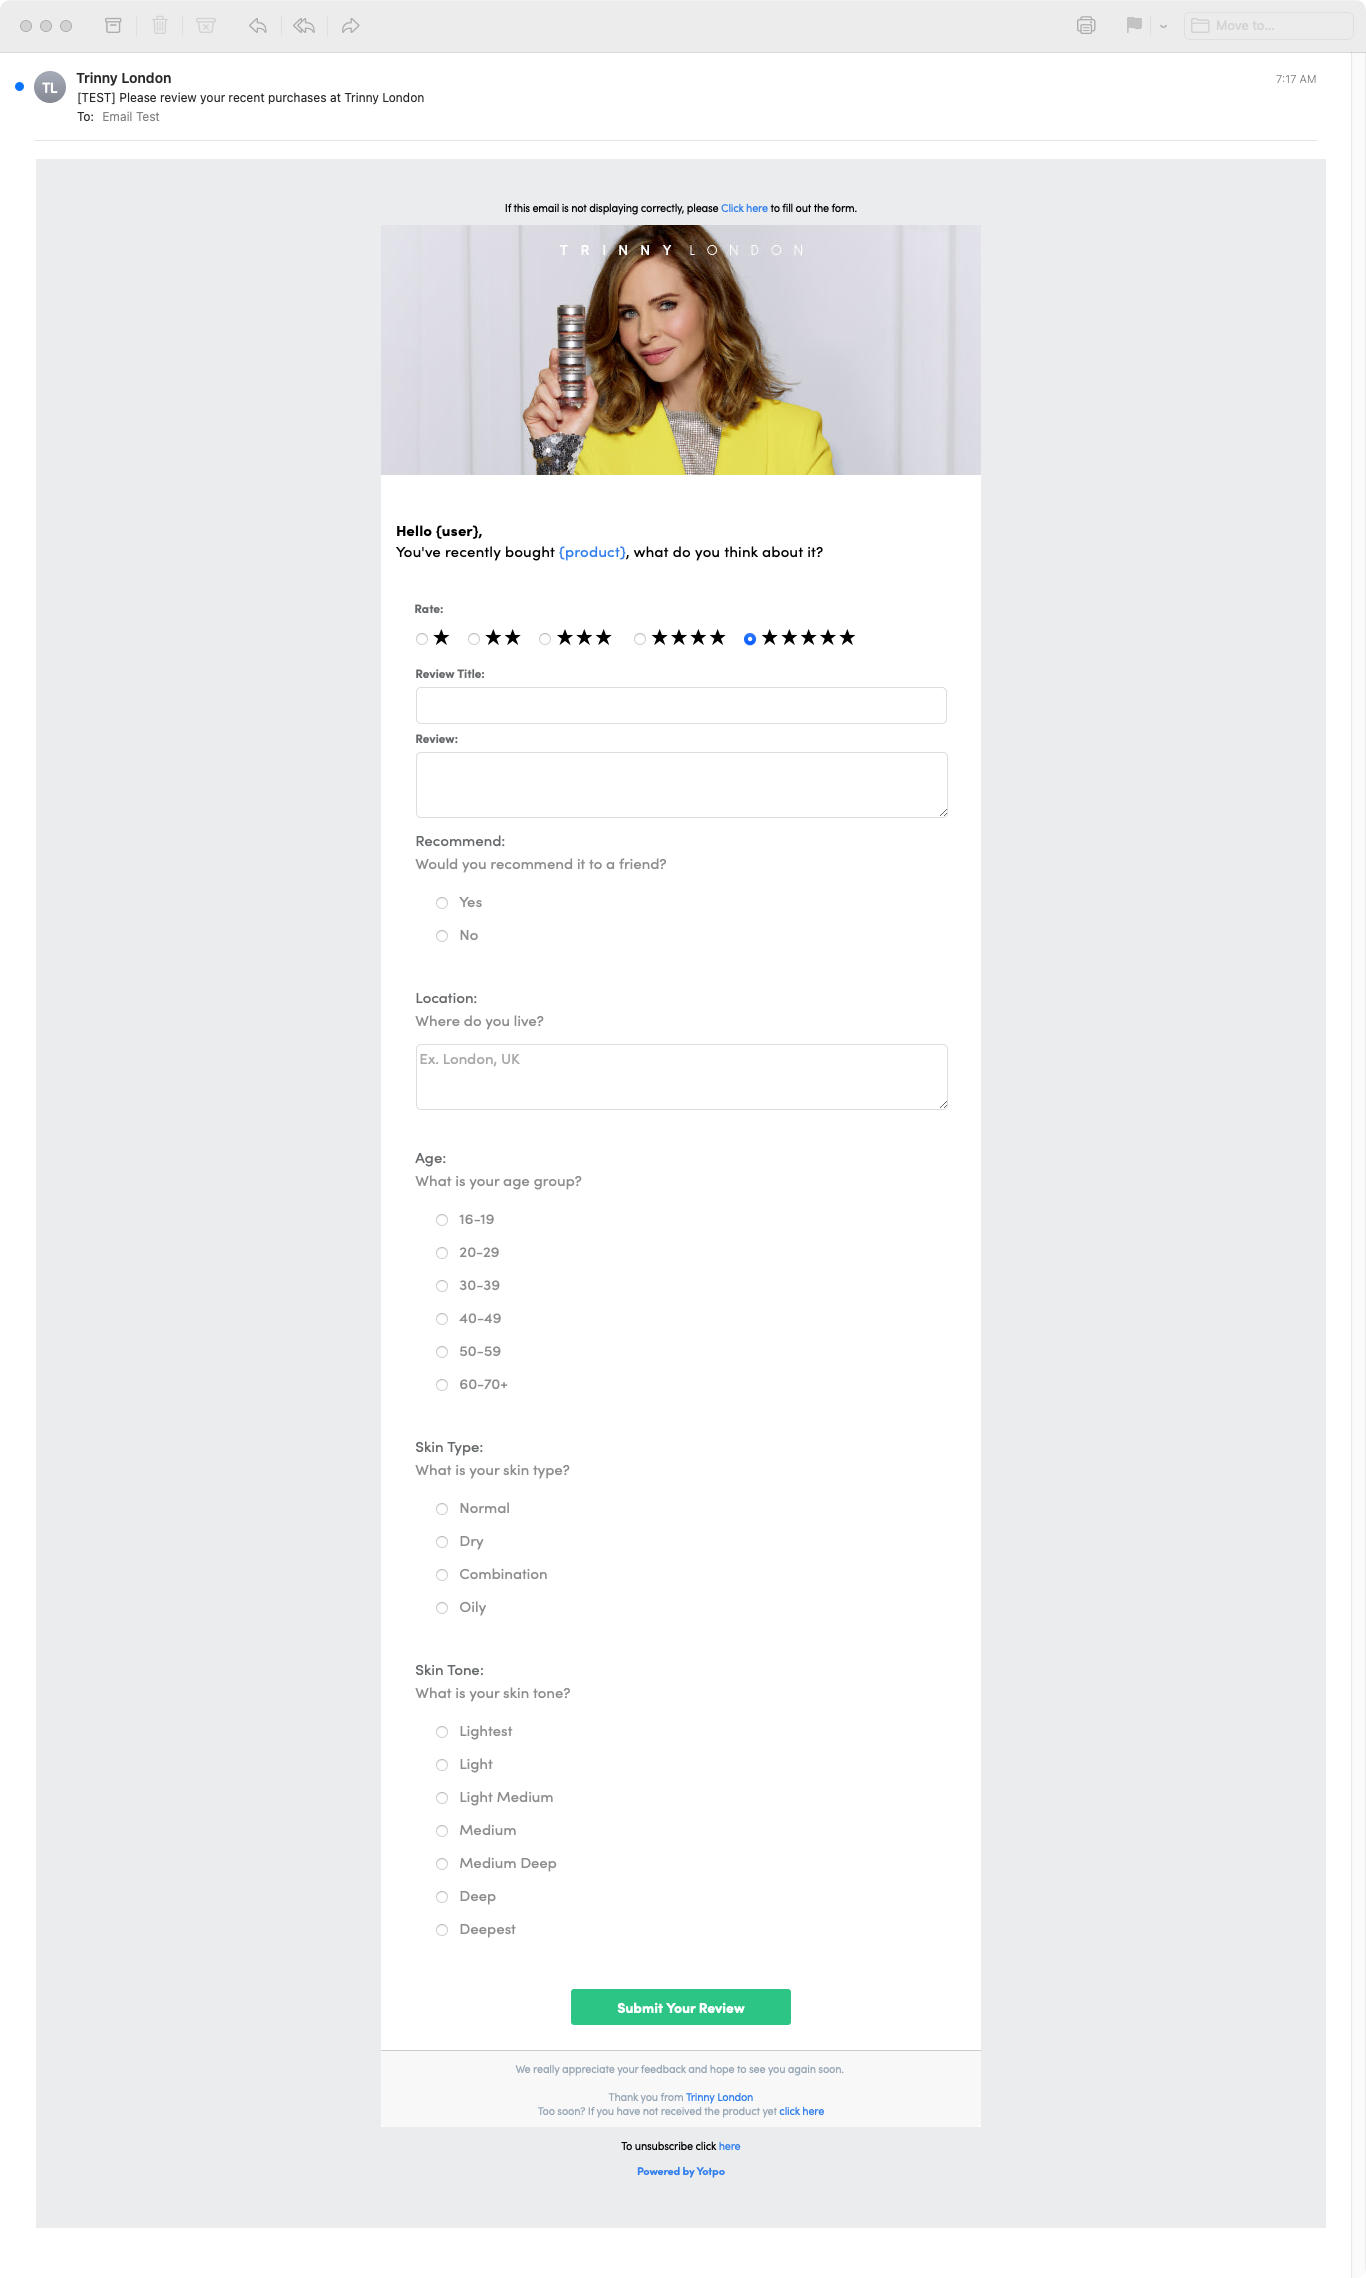 Move to...
TL
Trinny London
7:17 AM
[TEST] Please review your recent purchases at Trinny London
To: Email Test
If this email is not displaying correctly, please Click here to fill out the form.
TRINNY LONDON
Hello {user},
You've recently bought {product}, what do you think about it?
Rate:
★ ★★ ★★★ ★★★★ ★★★★★
Review Title:
Review:
Recommend:
Would you recommend it to a friend?
Yes
No
Location:
Where do you live?
Ex. London, UK
Age:
What is your age group?
16-19
20-29
30-39
40-49
50-59
60-70+
Skin Type:
What is your skin type?
Normal
Dry
Combination
Oily
Skin Tone:
What is your skin tone?
Lightest
Light
Light Medium
Medium
Medium Deep
Deep
Deepest
Submit Your Review
We really appreciate your feedback and hope to see you again soon.
Thank you from Trinny London
Too soon? If you have not received the product yet click here
To unsubscribe click here
Powered by Yotpo